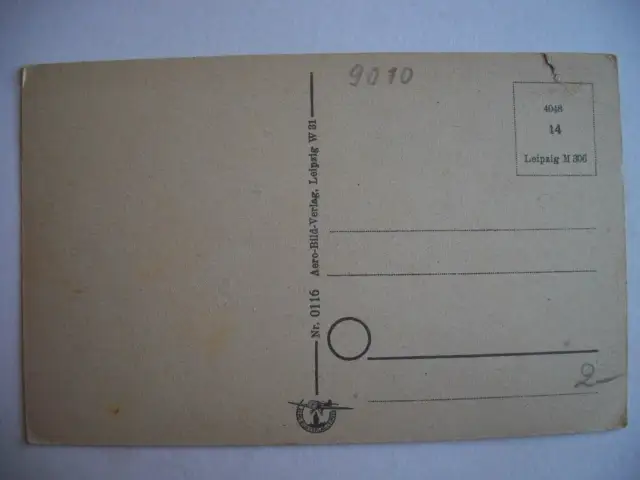 9010
4048
14
Leipzig M 306
Nr. 0116 Aero-Bild-Verlag, Leipzig W 31
2-